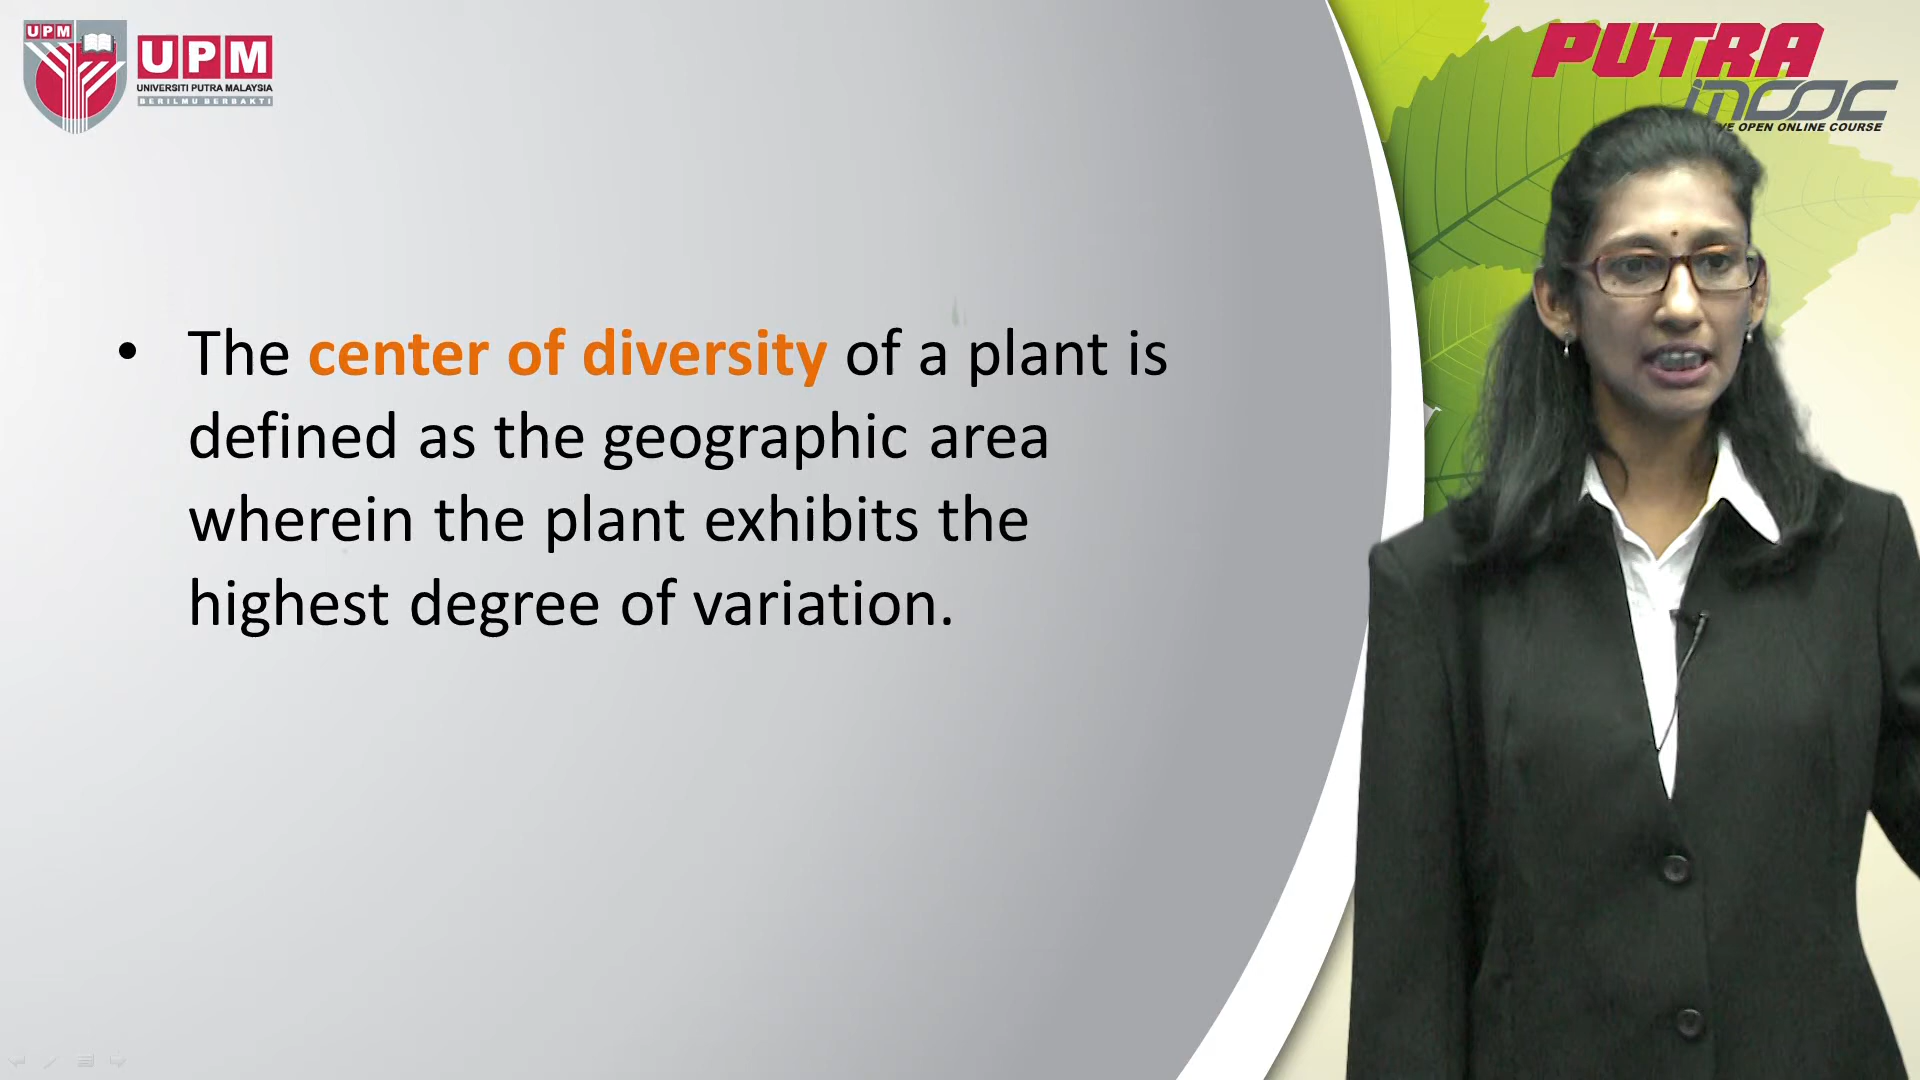 UPM
UPM
UNIVERSITI PUTRA MALAYSIA
BERILMU BERBAKTI
PUTRA
mooc
VE OPEN ONLINE COURSE
• The center of diversity of a plant is
defined as the geographic area
wherein the plant exhibits the
highest degree of variation.